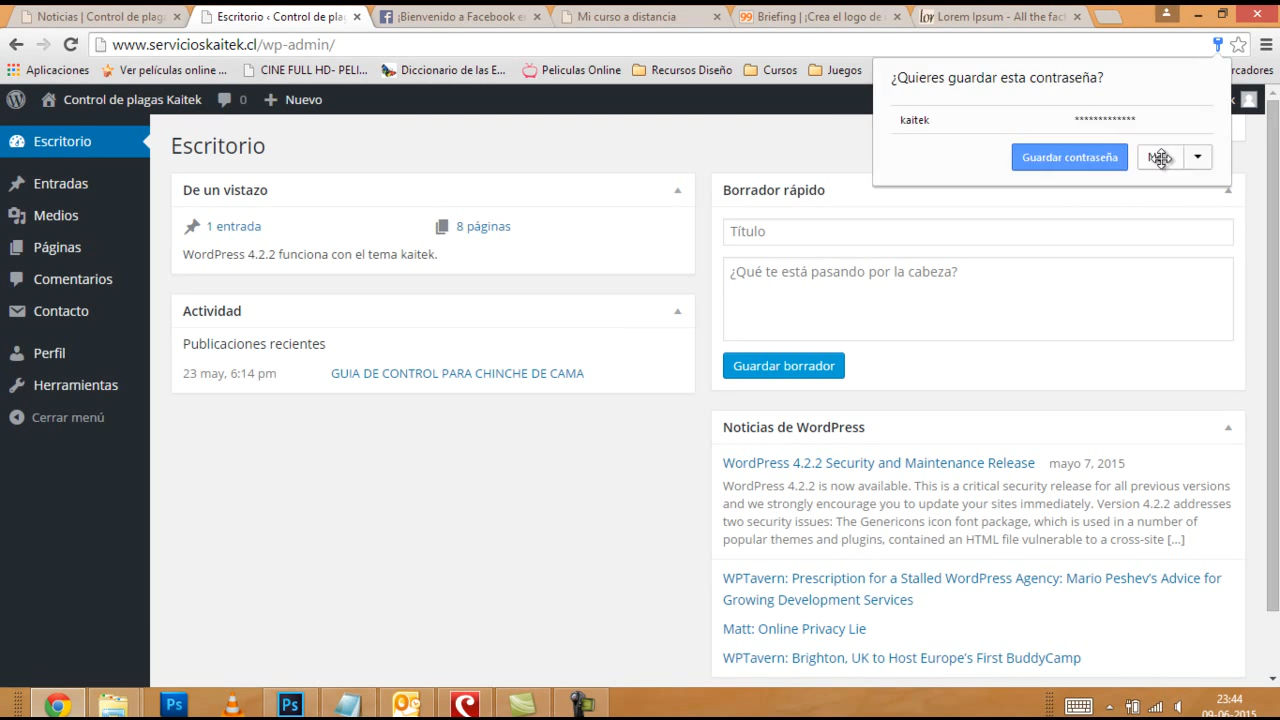 Noticias | Control de plag
Escritorio ‹ Control de pla
¡Bienvenido a Facebook e
Mi curso a distancia
Briefing | ¡Crea el logo de
Lorem Ipsum - All the fac
www.servicioskaitek.cl/wp-admin/
Aplicaciones
Ver películas online ...
CINE FULL HD- PELI...
Diccionario de las E...
Peliculas Online
Recursos Diseño
Cursos
Juegos
¿Quieres guardar esta contraseña?
kaitek *************
Guardar contraseña
Control de plagas Kaitek
0
Nuevo
Escritorio
Entradas
Medios
Páginas
Comentarios
Contacto
Perfil
Herramientas
Cerrar menú
Escritorio
De un vistazo
1 entrada
8 páginas
WordPress 4.2.2 funciona con el tema kaitek.
Actividad
Publicaciones recientes
23 may, 6:14 pm GUIA DE CONTROL PARA CHINCHE DE CAMA
Borrador rápido
Título
¿Qué te está pasando por la cabeza?
Guardar borrador
Noticias de WordPress
WordPress 4.2.2 Security and Maintenance Release mayo 7, 2015
WordPress 4.2.2 is now available. This is a critical security release for all previous versions
and we strongly encourage you to update your sites immediately. Version 4.2.2 addresses
two security issues: The Genericons icon font package, which is used in a number of
popular themes and plugins, contained an HTML file vulnerable to a cross-site […]
WPTavern: Prescription for a Stalled WordPress Agency: Mario Peshev’s Advice for
Growing Development Services
Matt: Online Privacy Lie
WPTavern: Brighton, UK to Host Europe’s First BuddyCamp
23:44
09-06-2015